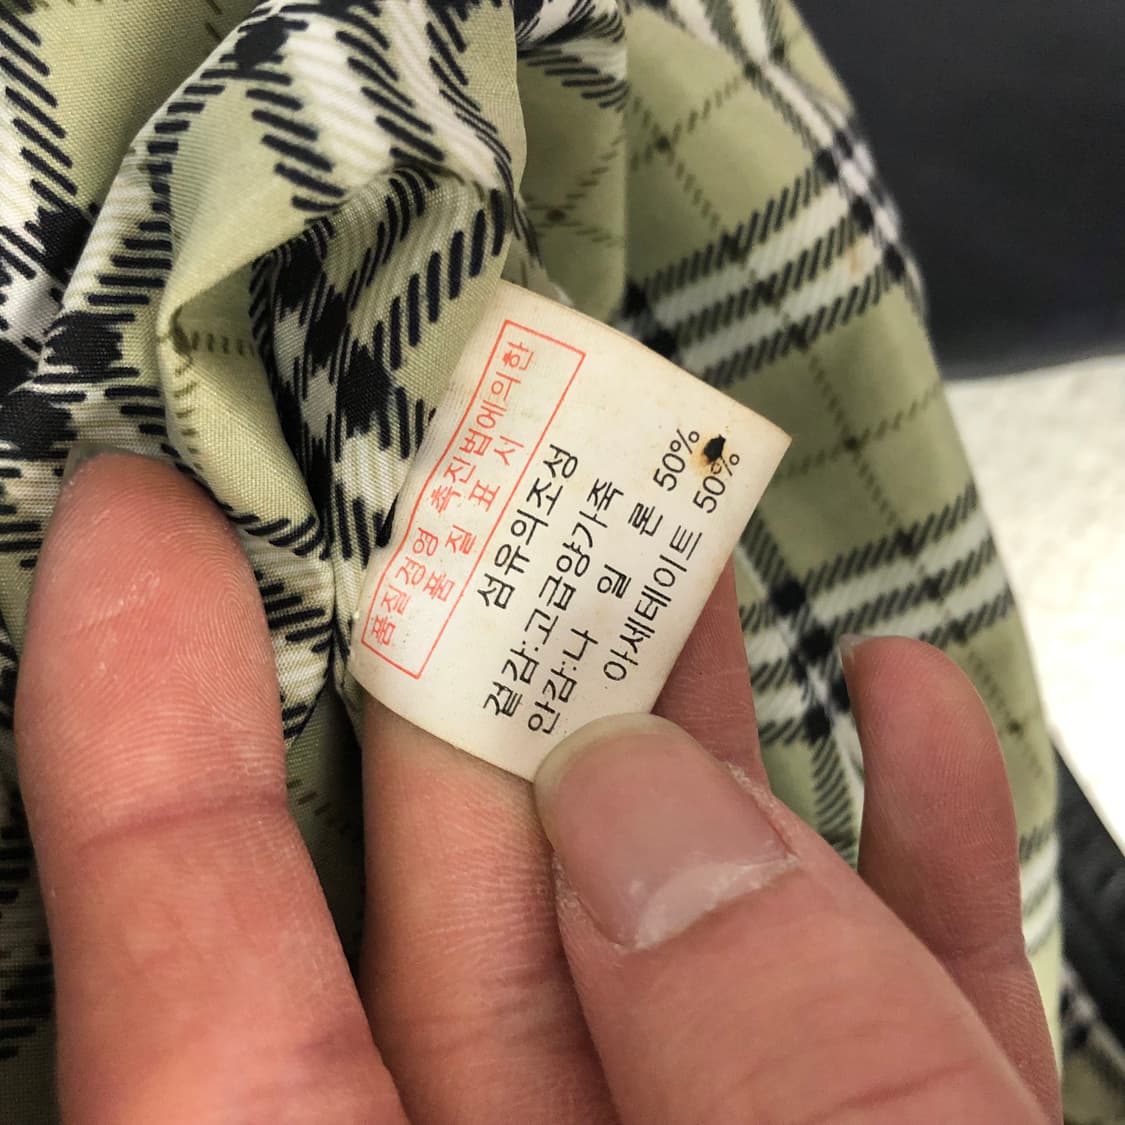 품질경영 촉진법에의한
품 질 표 시
섬유의조성
겉감:고급양가죽
안감:나 일 론 50%
아세테이트 50%